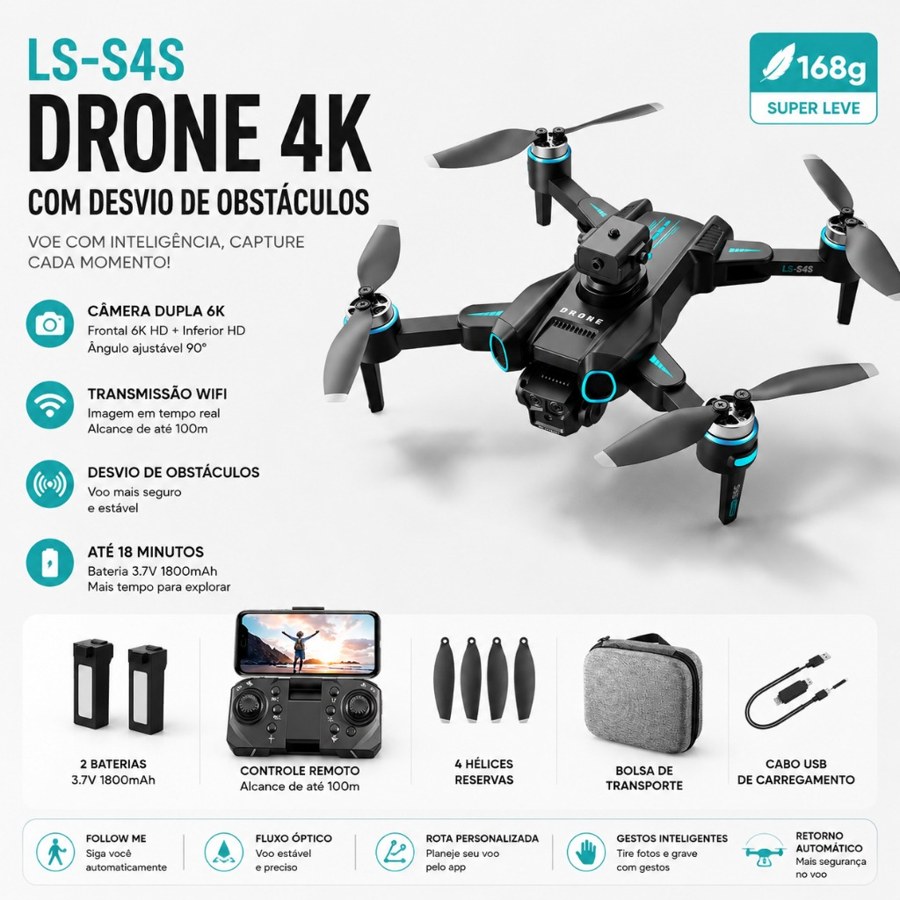 LS-S4S
DRONE 4K
COM DESVIO DE OBSTÁCULOS
VOE COM INTELIGÊNCIA, CAPTURE
CADA MOMENTO!
168g
SUPER LEVE
CÂMERA DUPLA 6K
Frontal 6K HD + Inferior HD
Ângulo ajustável 90°
TRANSMISSÃO WIFI
Imagem em tempo real
Alcance de até 100m
DESVIO DE OBSTÁCULOS
Voo mais seguro
e estável
ATÉ 18 MINUTOS
Bateria 3.7V 1800mAh
Mais tempo para explorar
DRONE
LS-S4S
2 BATERIAS
3.7V 1800mAh
CONTROLE REMOTO
Alcance de até 100m
4 HÉLICES
RESERVAS
BOLSA DE
TRANSPORTE
CABO USB
DE CARREGAMENTO
FOLLOW ME
Siga você
automaticamente
FLUXO ÓPTICO
Voo estável
e preciso
ROTA PERSONALIZADA
Planeje seu voo
pelo app
GESTOS INTELIGENTES
Tire fotos e grave
com gestos
RETORNO
AUTOMÁTICO
Mais segurança
no voo